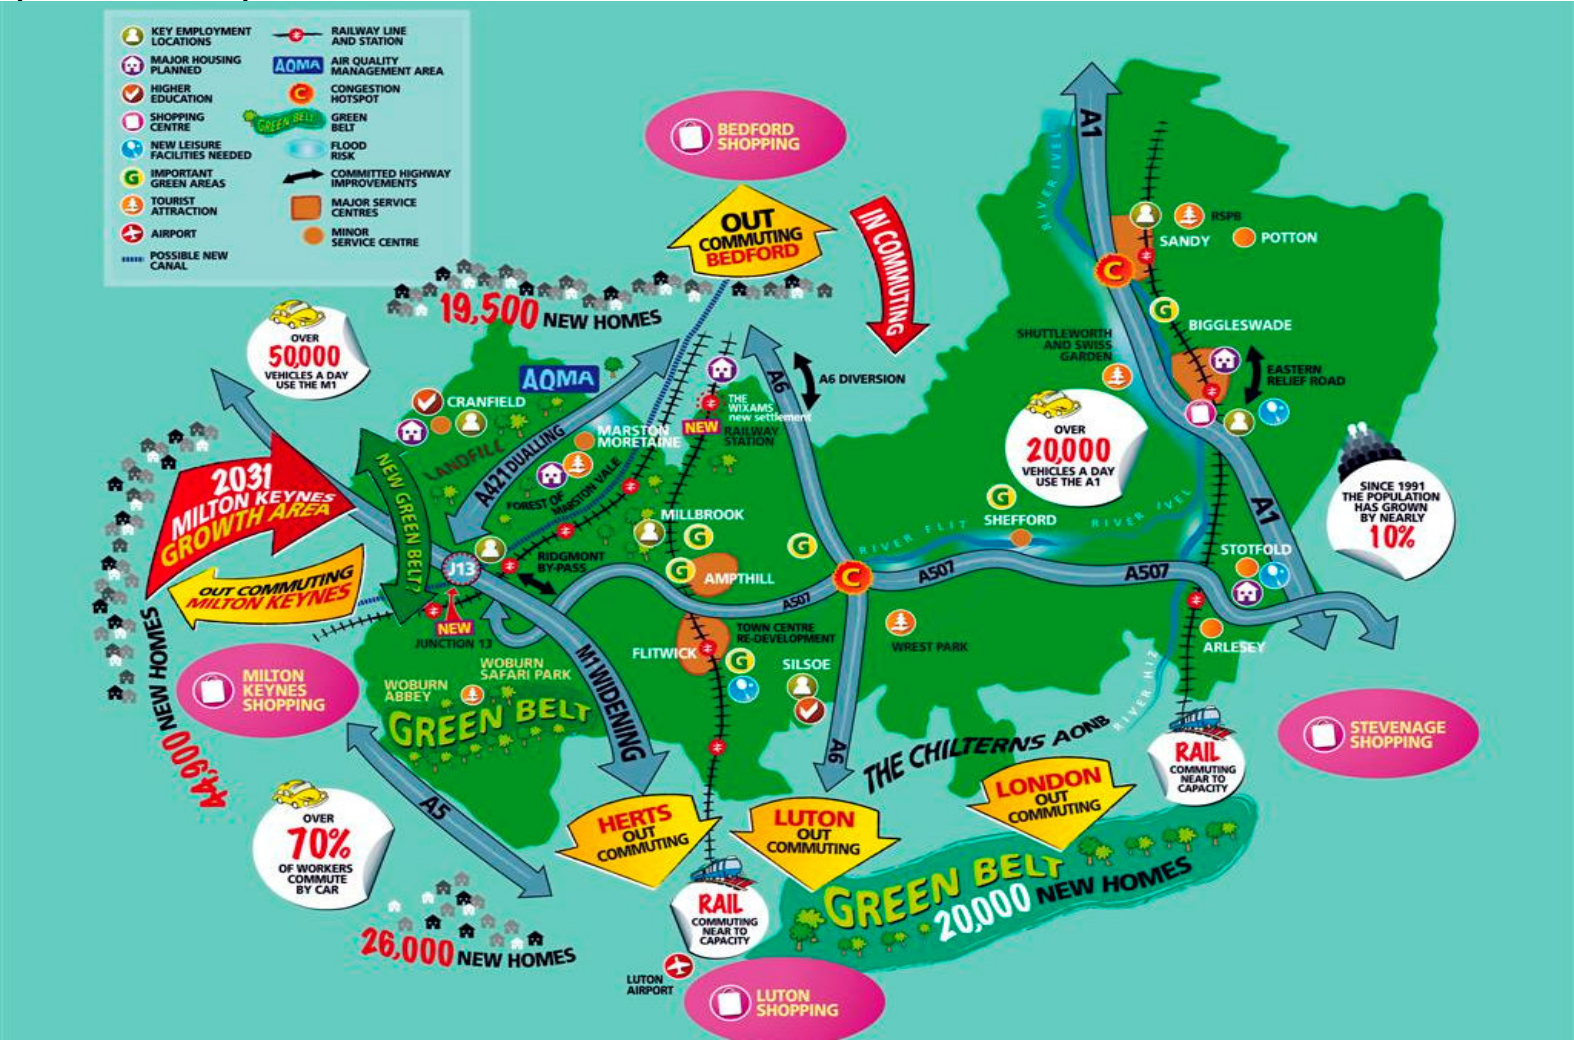 KEY EMPLOYMENT
LOCATIONS
MAJOR HOUSING
PLANNED
HIGHER
EDUCATION
SHOPPING
CENTRE
NEW LEISURE
FACILITIES NEEDED
G
IMPORTANT
GREEN AREAS
TOURIST
ATTRACTION
AIRPORT
POSSIBLE NEW
CANAL
RAILWAY LINE
AND STATION
AQMA
AIR QUALITY
MANAGEMENT AREA
C
CONGESTION
HOTSPOT
GREEN BELT
GREEN
BELT
FLOOD
RISK
COMMITTED HIGHWAY
IMPROVEMENTS
MAJOR SERVICE
CENTRES
MINOR
SERVICE CENTRE
BEDFORD
SHOPPING
OUT
COMMUTING
BEDFORD
IN COMMUTING
A1
RIVER IVEL
RSPB
SANDY
POTTON
C
G
BIGGLESWADE
SHUTTLEWORTH
AND SWISS
GARDEN
EASTERN
RELIEF ROAD
19,500 NEW HOMES
OVER
50,000
VEHICLES A DAY
USE THE M1
AQMA
CRANFIELD
LANDFILL
A421 DUALLING
MARSTON
MORETAINE
FOREST OF
MARSTON VALE
THE
WIXAMS
new settlement
NEW
RAILWAY
STATION
A6
A6 DIVERSION
OVER
20,000
VEHICLES A DAY
USE THE A1
SINCE 1991
THE POPULATION
HAS GROWN
BY NEARLY
10%
2031
MILTON KEYNES
GROWTH AREA
NEW GREEN BELT?
OUT COMMUTING
MILTON KEYNES
44,900 NEW HOMES
J13
NEW
JUNCTION 13
RIDGMONT
BY-PASS
MILLBROOK
G
G
G
AMPTHILL
A507
C
RIVER FLIT
G
SHEFFORD
RIVER IVEL
A507
A507
A1
STOTFOLD
ARLESEY
RIVER HIZ
WREST PARK
TOWN CENTRE
RE-DEVELOPMENT
FLITWICK
G
SILSOE
A6
M1 WIDENING
WOBURN
SAFARI PARK
WOBURN
ABBEY
GREEN BELT
MILTON
KEYNES
SHOPPING
A5
OVER
70%
OF WORKERS
COMMUTE
BY CAR
26,000 NEW HOMES
HERTS
OUT
COMMUTING
LUTON
OUT
COMMUTING
LONDON
OUT
COMMUTING
THE CHILTERNS AONB
RAIL
COMMUTING
NEAR TO
CAPACITY
STEVENAGE
SHOPPING
GREEN BELT
20,000 NEW HOMES
RAIL
COMMUTING
NEAR TO
CAPACITY
LUTON
AIRPORT
LUTON
SHOPPING